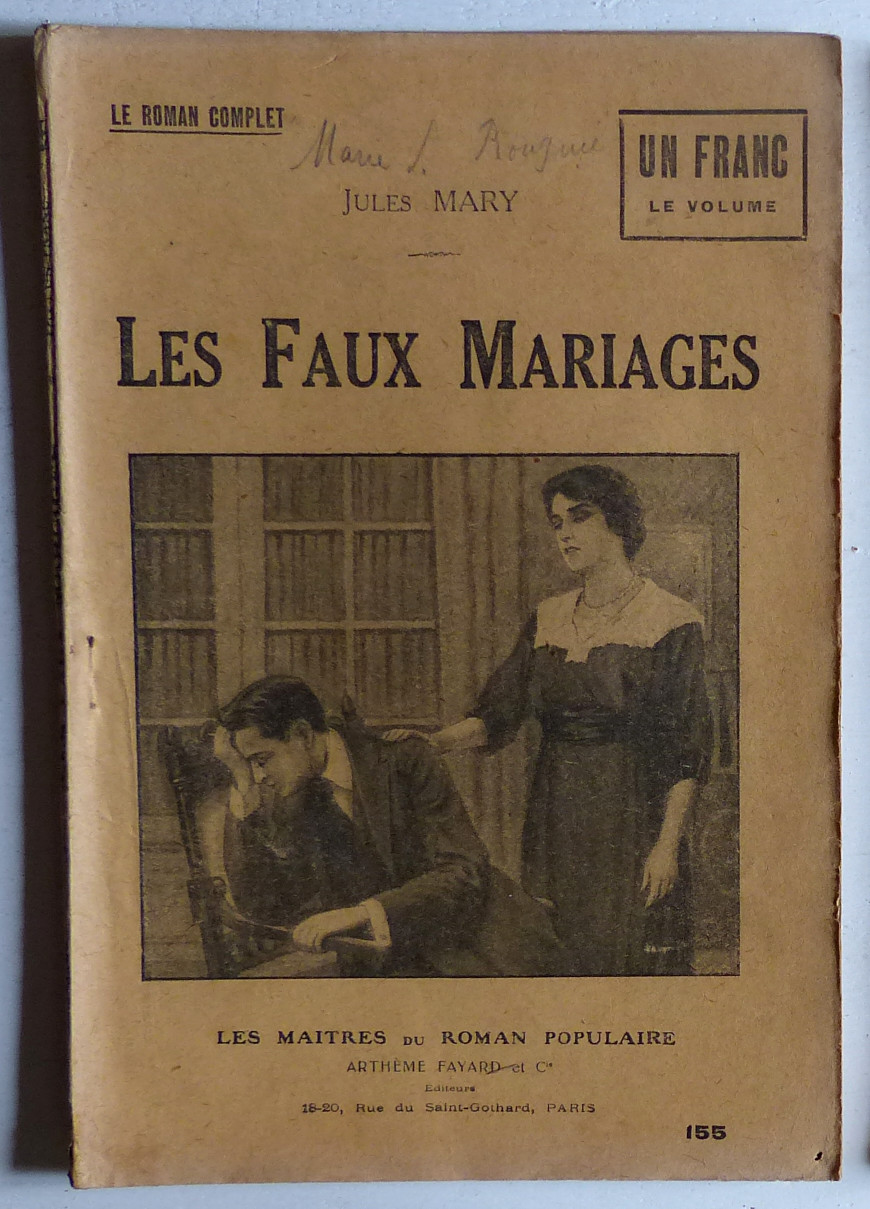 LE ROMAN COMPLET
UN FRANC
LE VOLUME
Marie
JULES MARY
LES FAUX MARIAGES
LES MAITRES DU ROMAN POPULAIRE
ARTHÈME FAYARD et Cie
Editeurs
18-20, Rue du Saint-Gothard, PARIS
155